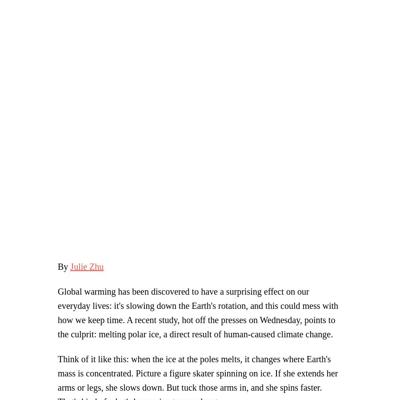 By Julie Zhu
Global warming has been discovered to have a surprising effect on our
everyday lives: it's slowing down the Earth's rotation, and this could mess with
how we keep time. A recent study, hot off the presses on Wednesday, points to
the culprit: melting polar ice, a direct result of human-caused climate change.
Think of it like this: when the ice at the poles melts, it changes where Earth's
mass is concentrated. Picture a figure skater spinning on ice. If she extends her
arms or legs, she slows down. But tuck those arms in, and she spins faster.